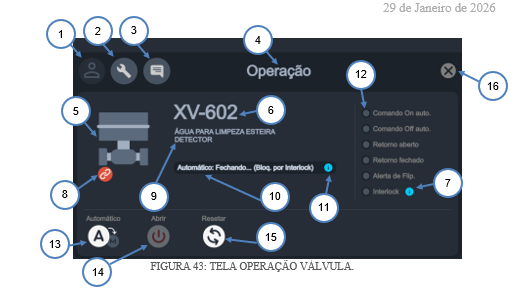 29 de Janeiro de 2026
1
2
3
4
Operação
16
5
XV-602
6
12
Comando On auto.
ÁGUA PARA LIMPEZA ESTEIRA
DETECTOR
Comando Off auto.
Retorno aberto
Retorno fechado
Automático: Fechando... (Bloq. por Interlock)
Alerta de Flip.
Interlock
7
8
9
10
11
Automático
Abrir
Resetar
13
A
14
15
FIGURA 43: TELA OPERAÇÃO VÁLVULA.